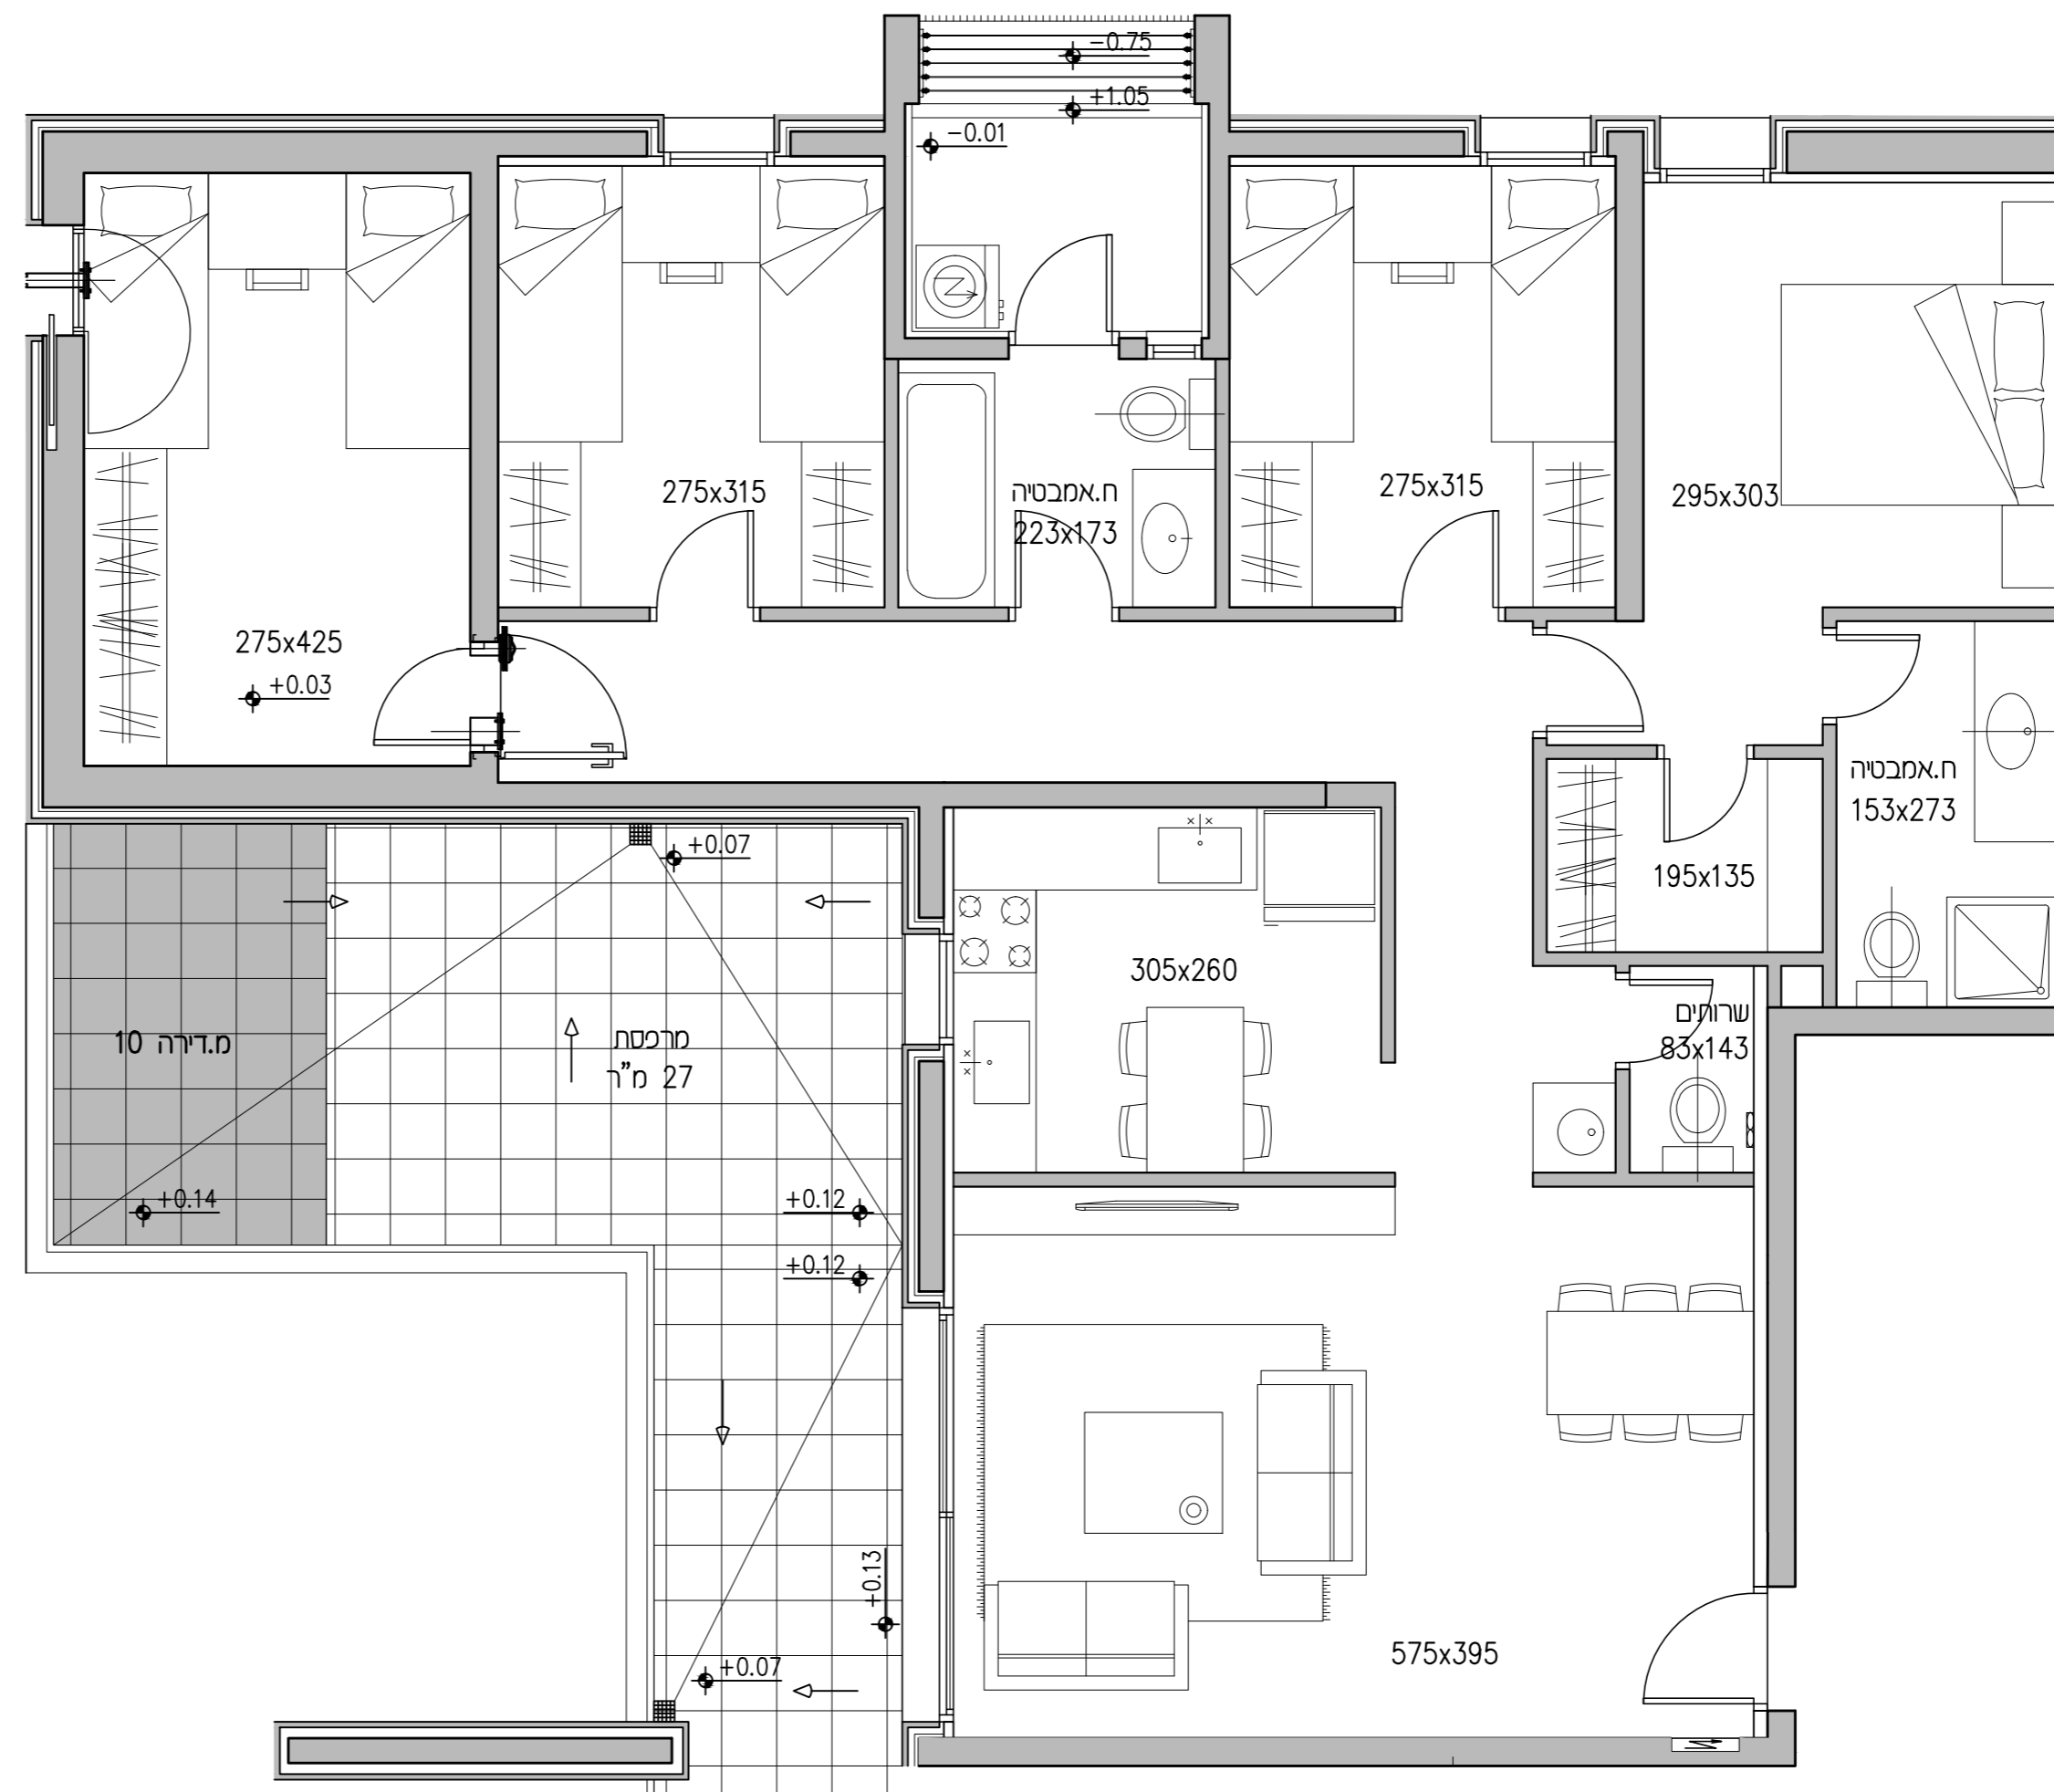 -0.75
+1.05
-0.01
275x315
ח.אמבטיה
223x173
275x315
295x303
275x425
+0.03
ח.אמבטיה
153x273
195x135
+0.07
305x260
שרותים
83x143
מ.דירה 10
מרפסת
27 מ"ר
+0.14
+0.12
+0.12
+0.13
+0.07
575x395